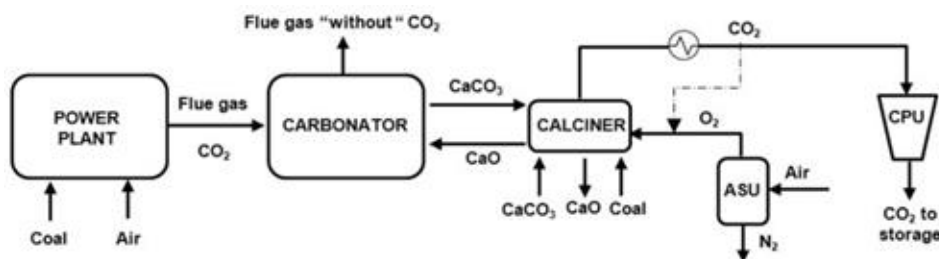 Flue gas “without“ CO₂
CO₂
POWER
PLANT
Flue gas
CO₂
CARBONATOR
CaCO₃
CaO
CALCINER
O₂
CPU
Coal
Air
CaCO₃
CaO
Coal
ASU
Air
N₂
CO₂ to
storage